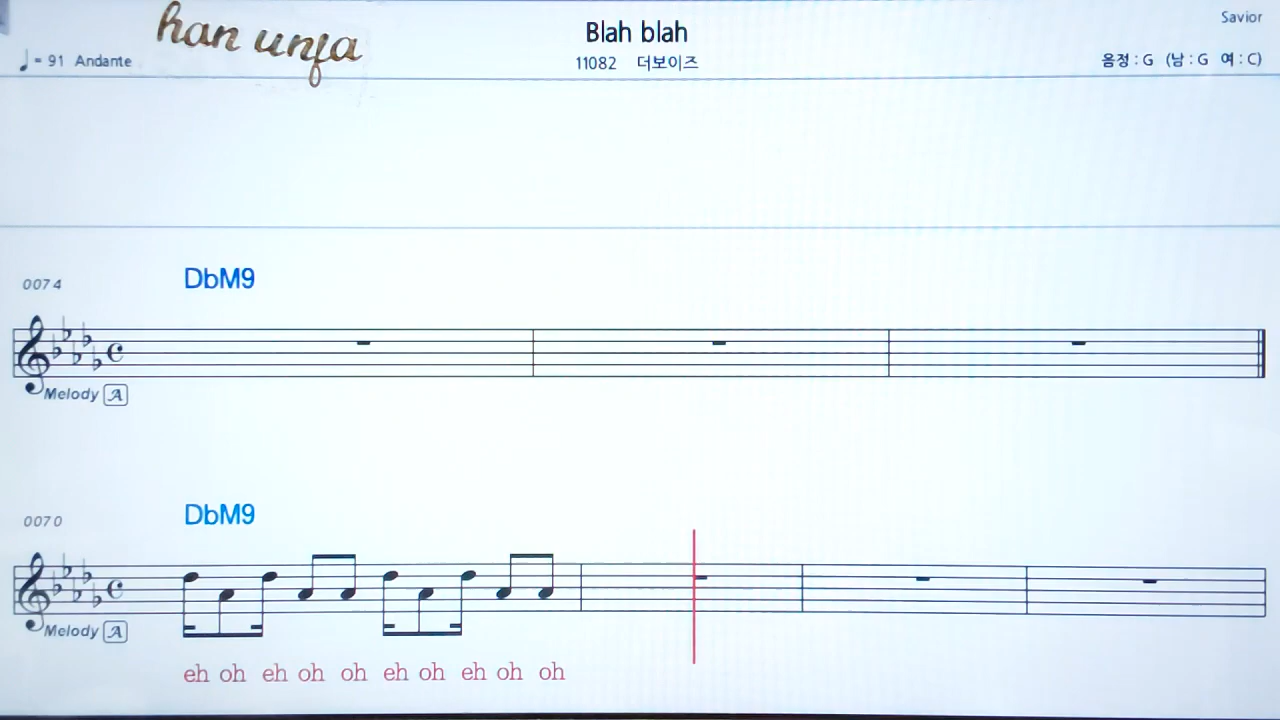 han unfa
Blah blah
Savior
♩= 91 Andante
11082 더보이즈
음정 : G (남 : G 여 : C)
0074
DbM9
Melody A
0070
DbM9
Melody A
eh oh eh oh oh eh oh eh oh oh